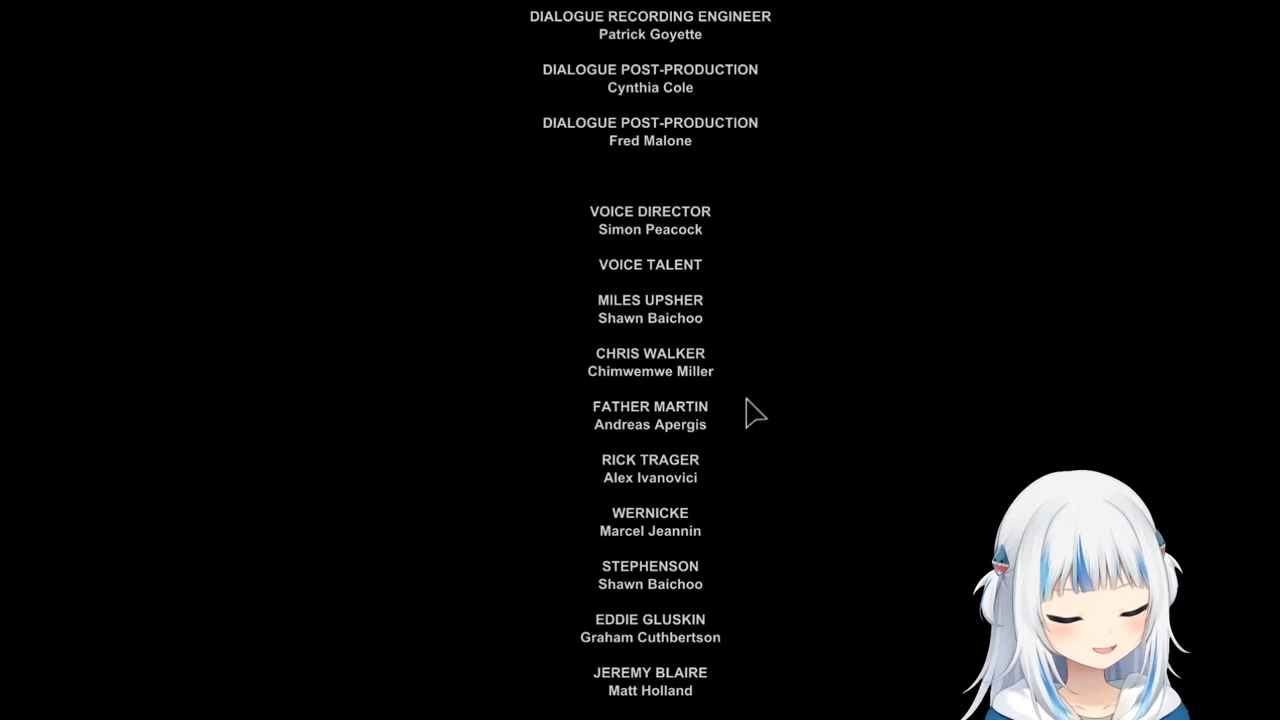 DIALOGUE RECORDING ENGINEER
Patrick Goyette
DIALOGUE POST-PRODUCTION
Cynthia Cole
DIALOGUE POST-PRODUCTION
Fred Malone
VOICE DIRECTOR
Simon Peacock
VOICE TALENT
MILES UPSHER
Shawn Baichoo
CHRIS WALKER
Chimwemwe Miller
FATHER MARTIN
Andreas Apergis
RICK TRAGER
Alex Ivanovici
WERNICKE
Marcel Jeannin
STEPHENSON
Shawn Baichoo
EDDIE GLUSKIN
Graham Cuthbertson
JEREMY BLAIRE
Matt Holland